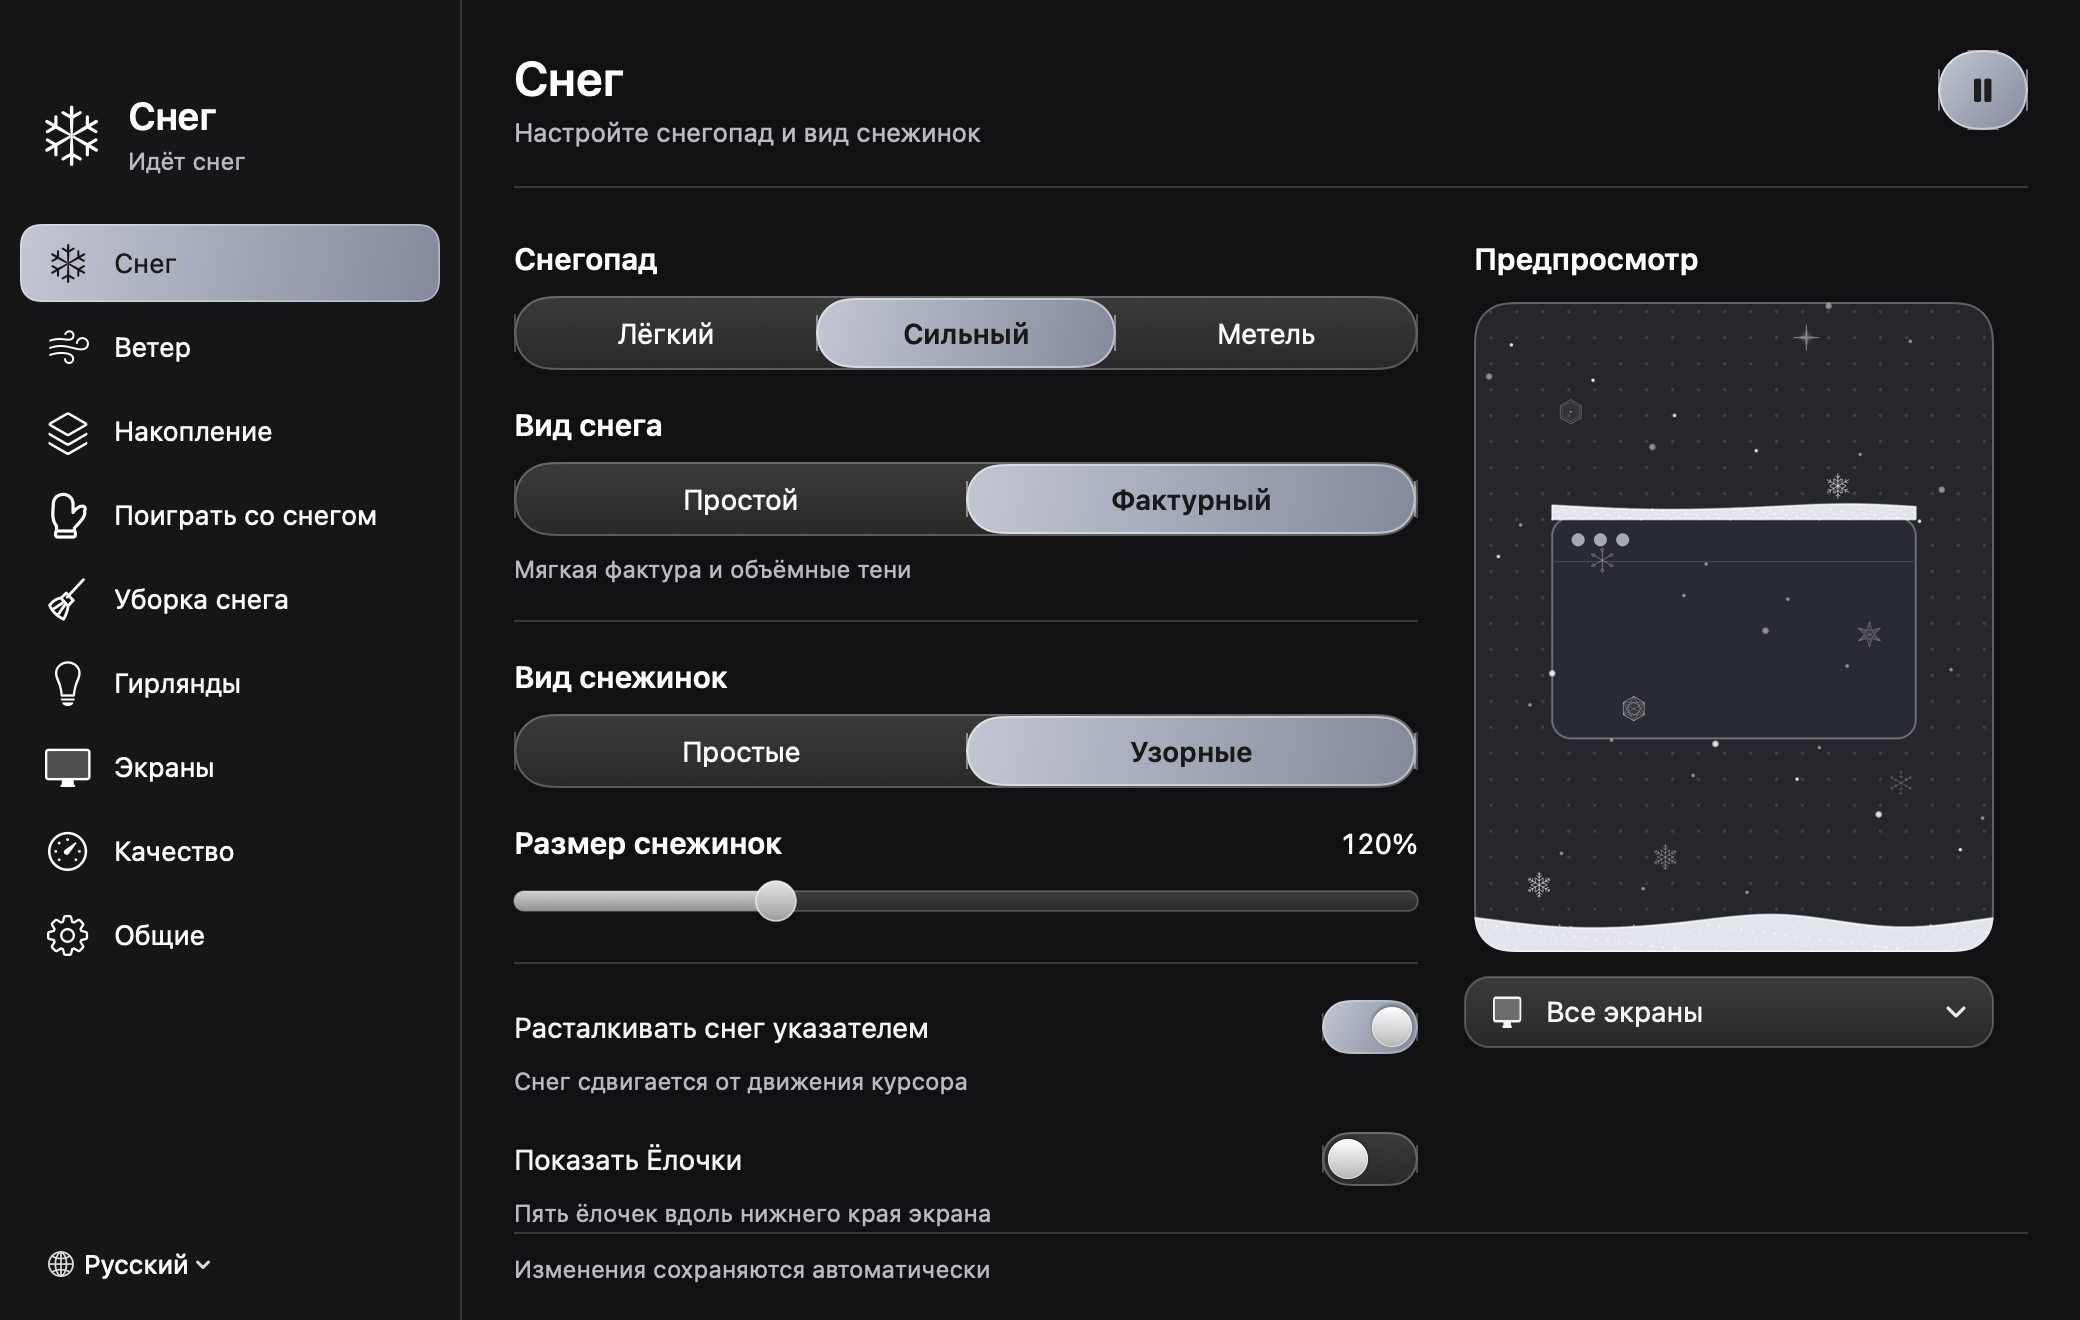 Снег
Идёт снег
Снег
Ветер
Накопление
Поиграть со снегом
Уборка снега
Гирлянды
Экраны
Качество
Общие
Русский
Снег
Настройте снегопад и вид снежинок
Снегопад
Лёгкий Сильный Метель
Вид снега
Простой Фактурный
Мягкая фактура и объёмные тени
Вид снежинок
Простые Узорные
Размер снежинок 120%
Расталкивать снег указателем
Снег сдвигается от движения курсора
Показать Ёлочки
Пять ёлочек вдоль нижнего края экрана
Изменения сохраняются автоматически
Предпросмотр
Все экраны